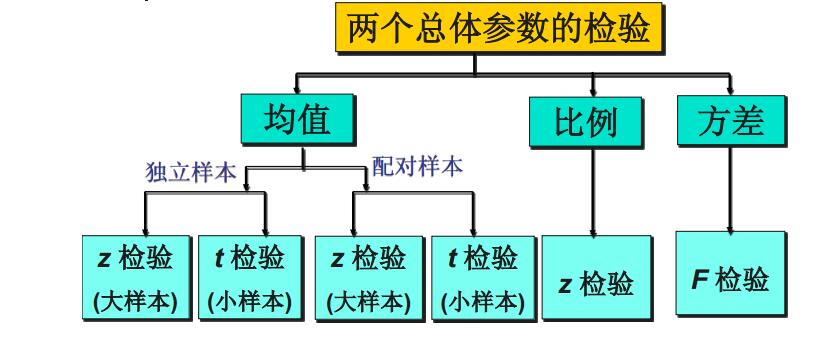 两个总体参数的检验
均值
比例
方差
独立样本
配对样本
z 检验
(大样本)
t 检验
(小样本)
z 检验
(大样本)
t 检验
(小样本)
z 检验
F 检验